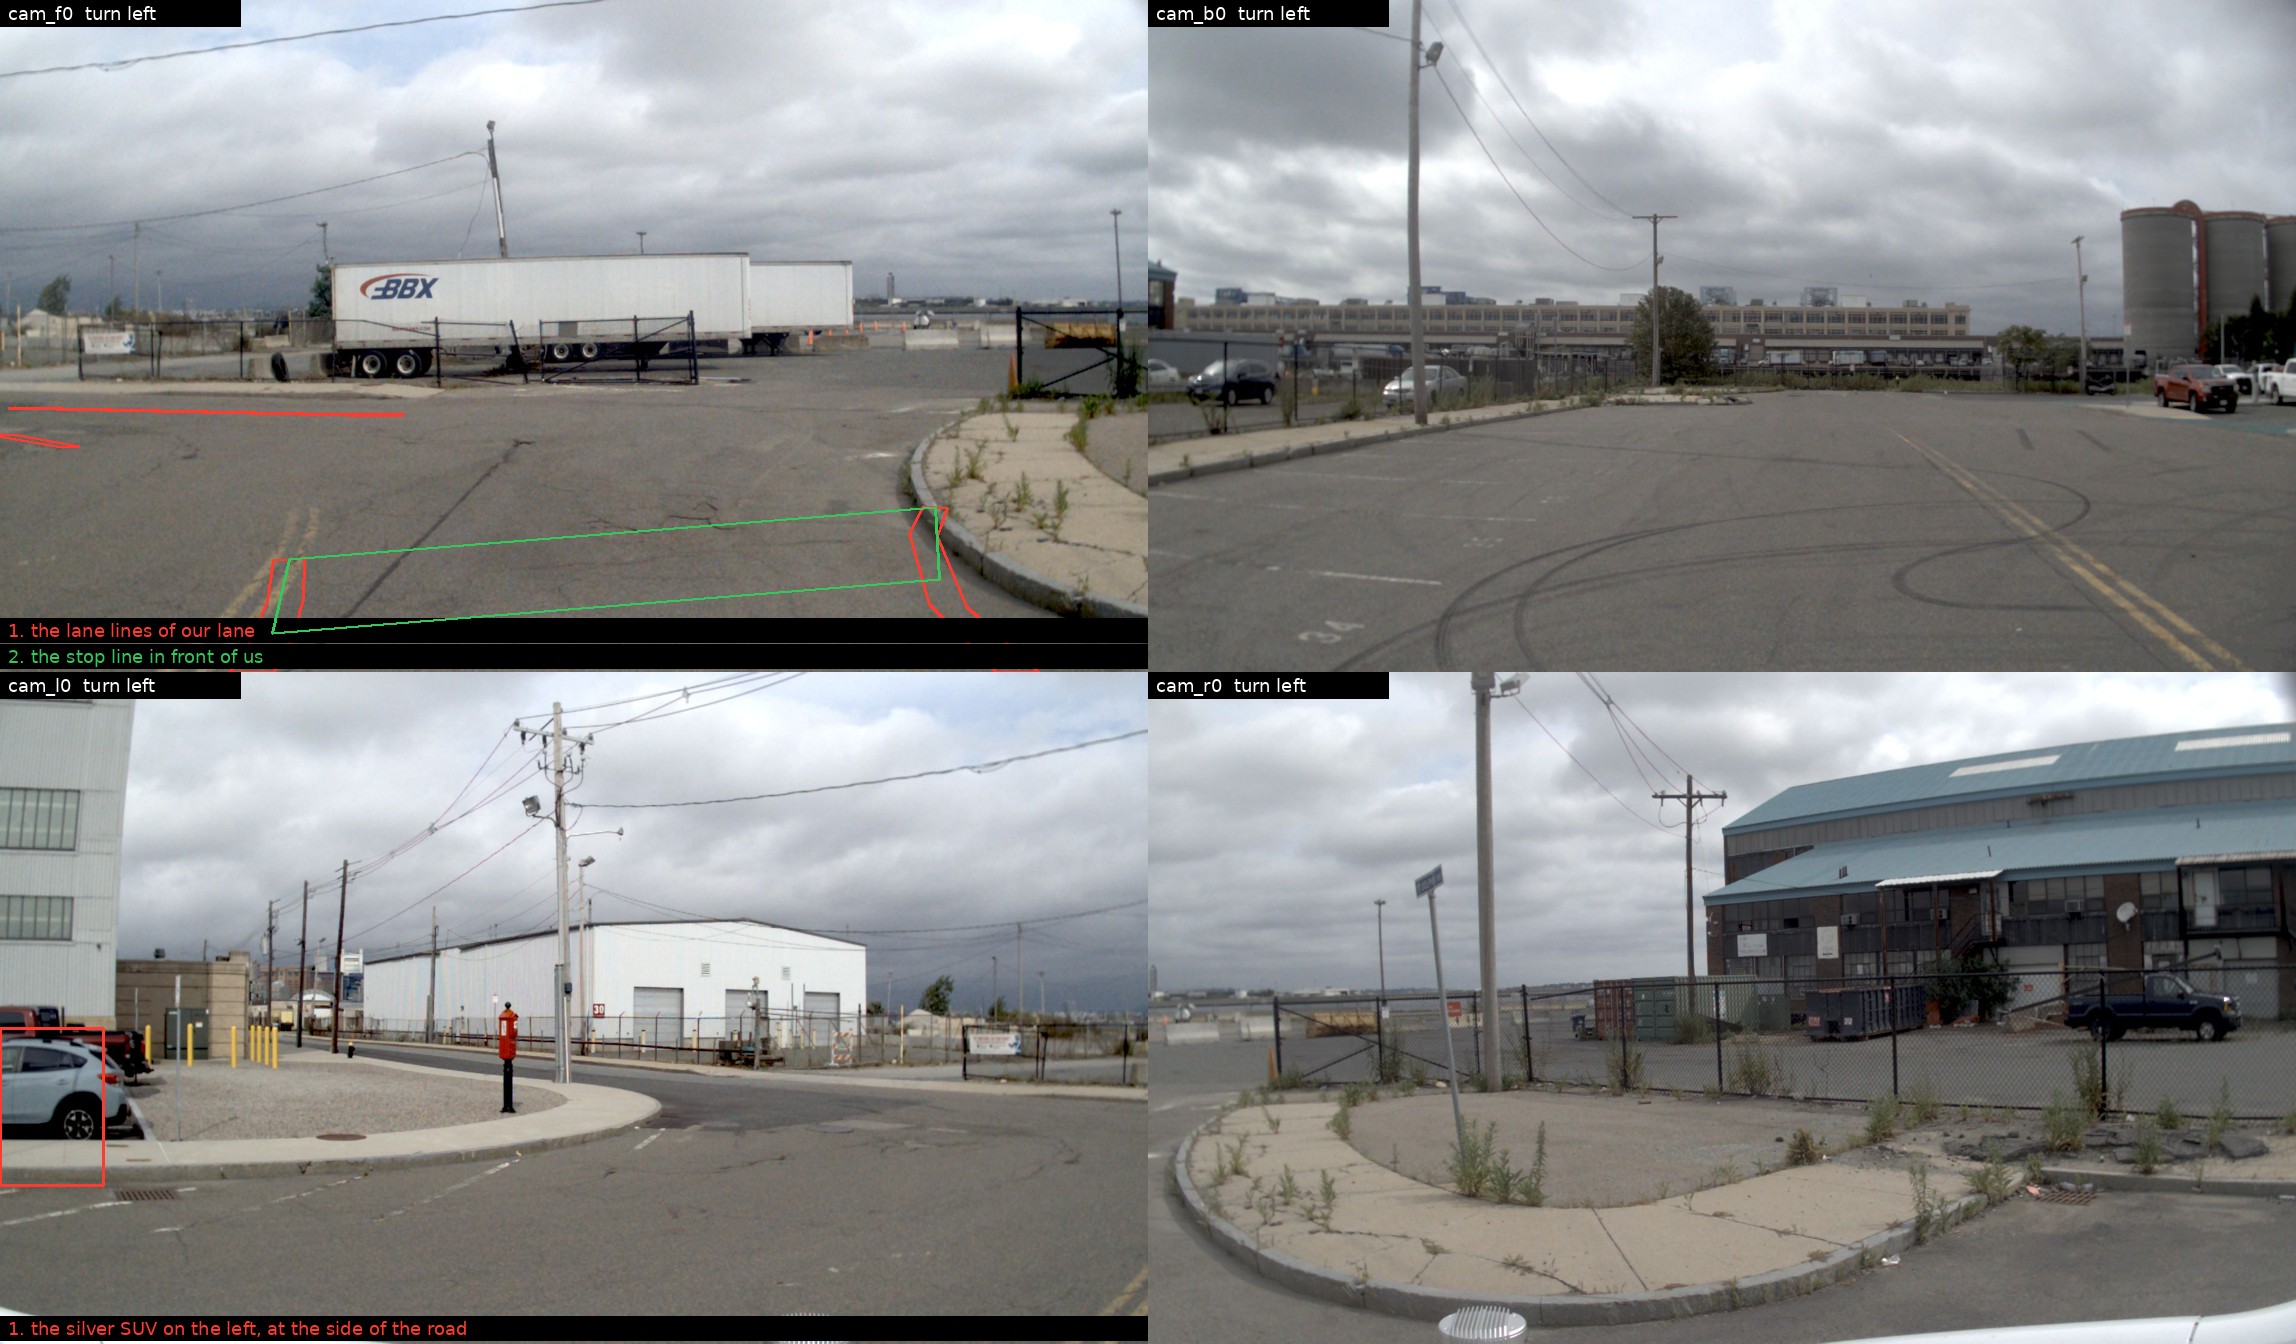 cam_f0 turn left
BBX
1. the lane lines of our lane
2. the stop line in front of us
cam_b0 turn left
34
cam_l0 turn left
30
1. the silver SUV on the left, at the side of the road
cam_r0 turn left